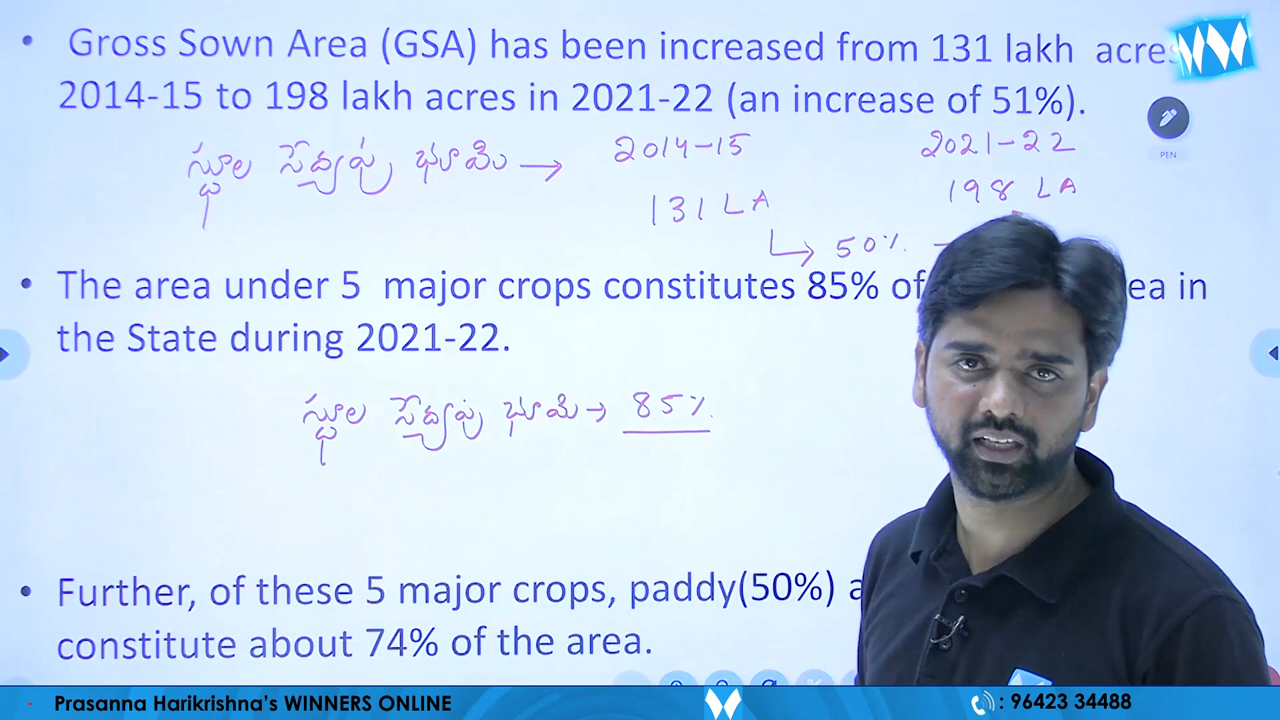 • Gross Sown Area (GSA) has been increased from 131 lakh acres
2014-15 to 198 lakh acres in 2021-22 (an increase of 51%).
PEN
స్థూల సేద్యపు భూమి → 2014-15 2021-22
131 LA 198 LA
↳ 50%. -
• The area under 5 major crops constitutes 85% of ea in
the State during 2021-22.
స్థూల సేద్యపు భూమి → 85%.
• Further, of these 5 major crops, paddy(50%) a
constitute about 74% of the area.
- Prasanna Harikrishna's WINNERS ONLINE : 96423 34488